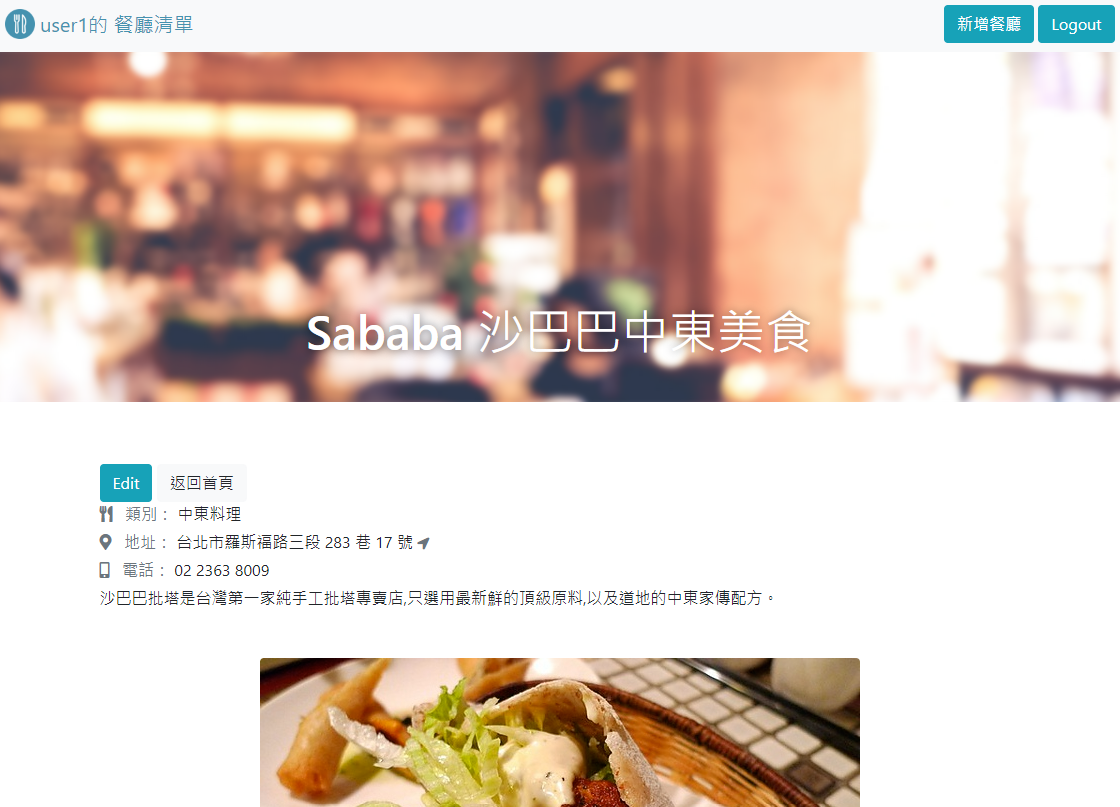 user1的 餐廳清單
新增餐廳 Logout
Sababa 沙巴巴中東美食
Edit 返回首頁
類別： 中東料理
地址： 台北市羅斯福路三段 283 巷 17 號
電話： 02 2363 8009
沙巴巴批塔是台灣第一家純手工批塔專賣店,只選用最新鮮的頂級原料,以及道地的中東家傳配方。